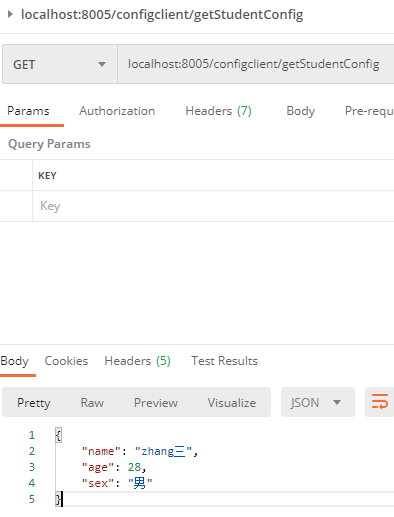 localhost:8005/configclient/getStudentConfig
GET localhost:8005/configclient/getStudentConfig
Params Authorization Headers (7) Body Pre-requ
Query Params
KEY
Key
Body Cookies Headers (5) Test Results
Pretty Raw Preview Visualize JSON
1 {
2 "name": "zhang三",
3 "age": 28,
4 "sex": "男"
5 }